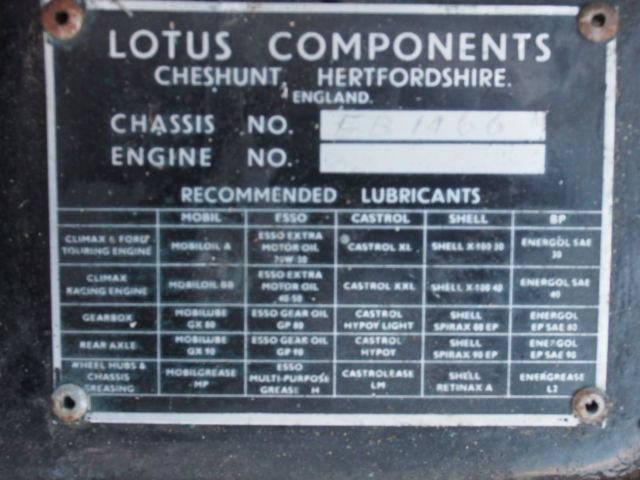 LOTUS COMPONENTS
CHESHUNT, HERTFORDSHIRE.
ENGLAND.
CHASSIS NO. EB 1466
ENGINE NO.
RECOMMENDED LUBRICANTS
MOBIL ESSO CASTROL SHELL BP
CLIMAX & FORD TOURING ENGINE MOBILOIL A ESSO EXTRA MOTOR OIL 20W 30 CASTROL XL SHELL X-100 30 ENERGOL SAE 30
CLIMAX RACING ENGINE MOBILOIL BB ESSO EXTRA MOTOR OIL 40-50 CASTROL XXL SHELL X-100 40 ENERGOL SAE 40
GEARBOX MOBILUBE GX 80 ESSO GEAR OIL GP 80 CASTROL HYPOY LIGHT SHELL SPIRAX 80 EP ENERGOL EP SAE 80
REAR AXLE MOBILUBE GX 90 ESSO GEAR OIL GP 90 CASTROL HYPOY SHELL SPIRAX 90 EP ENERGOL EP SAE 90
WHEEL HUBS & CHASSIS GREASING MOBILGREASE MP ESSO MULTI-PURPOSE GREASE H CASTROLEASE LM SHELL RETINAX A ENERGREASE L2